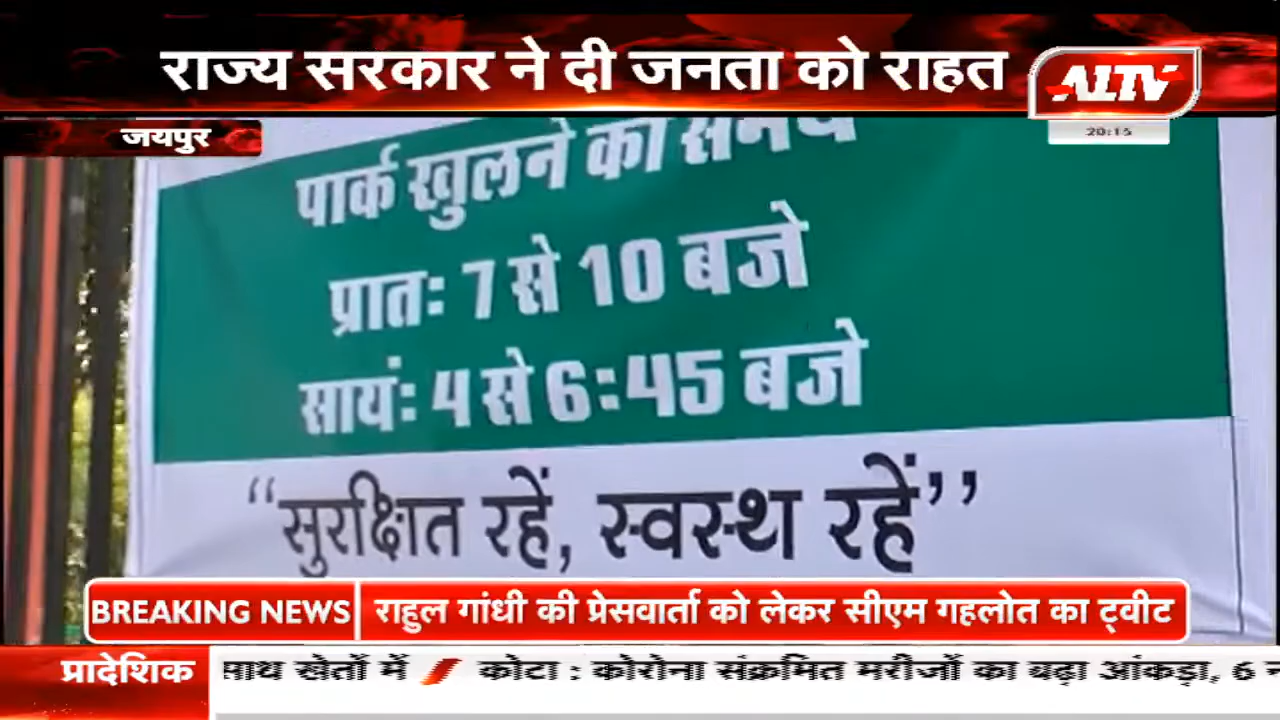 राज्य सरकार ने दी जनता को राहत
ALTV
20:15
जयपुर
पार्क खुलने का समय
प्रातः 7 से 10 बजे
सायंः 4 से 6:45 बजे
“सुरक्षित रहें, स्वस्थ रहें”
BREAKING NEWS राहुल गांधी की प्रेसवार्ता को लेकर सीएम गहलोत का ट्वीट
प्रादेशिक साथ खेतों में कोटा : कोरोना संक्रमित मरीजों का बढ़ा आंकड़ा, 6